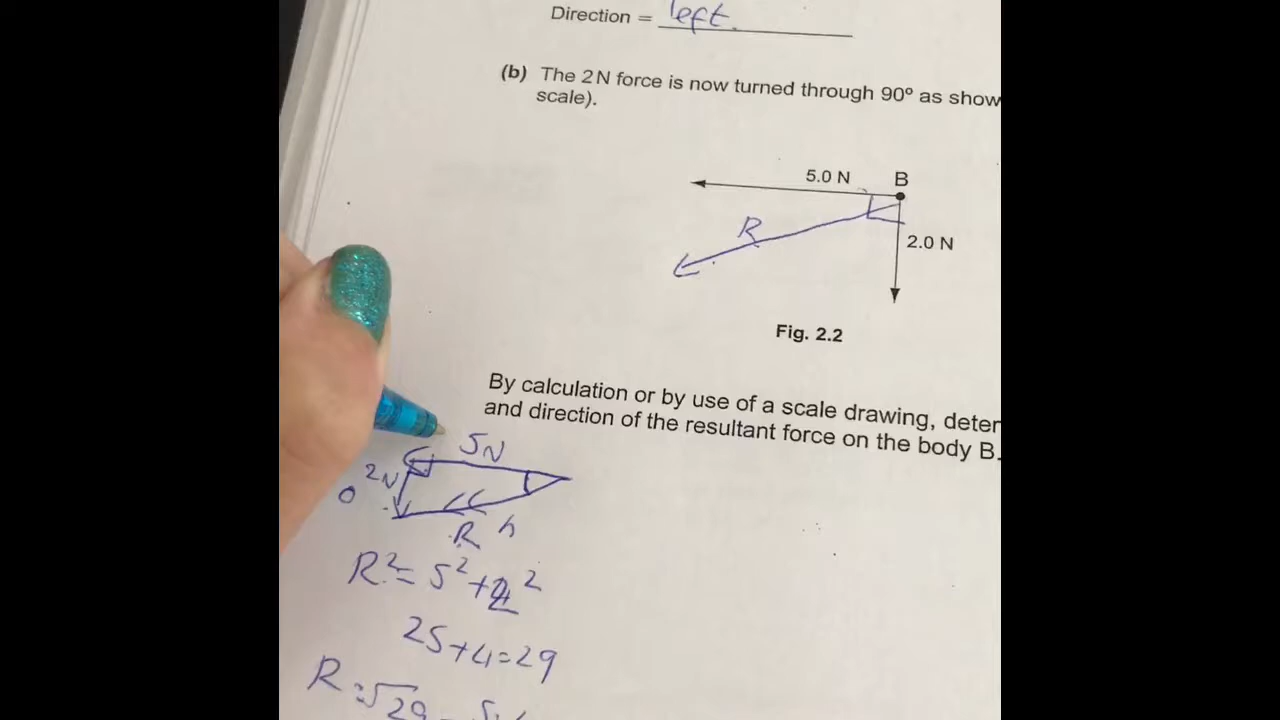 Direction = left.
(b) The 2 N force is now turned through 90° as show
scale).
5.0 N B
R
2.0 N
Fig. 2.2
By calculation or by use of a scale drawing, deter
and direction of the resultant force on the body B.
5N
2N
O
R h
R² = 5² + 2²
25+4=29
R = √29